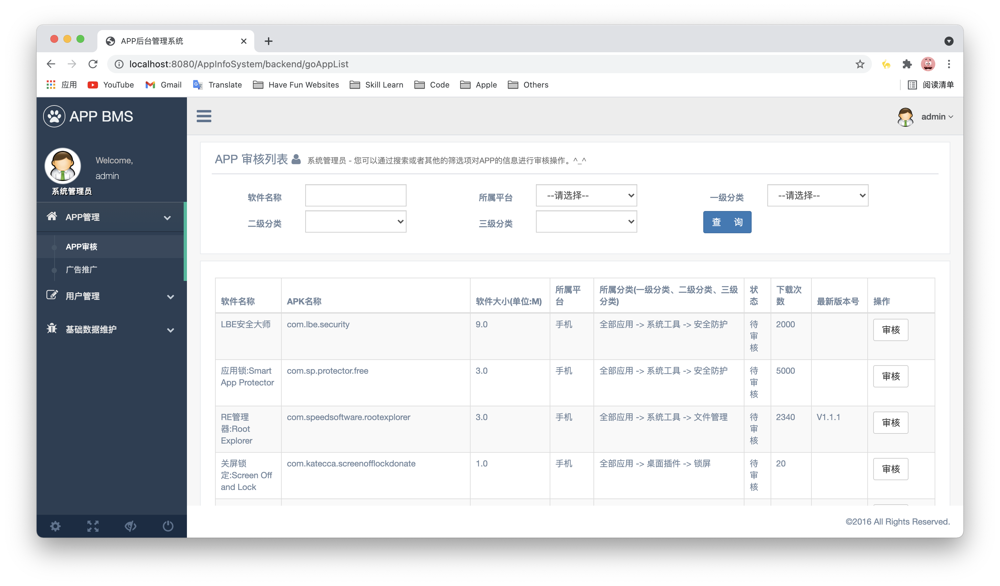 APP后台管理系统
localhost:8080/AppInfoSystem/backend/goAppList
应用 YouTube Gmail Translate Have Fun Websites Skill Learn Code Apple Others 阅读清单
APP BMS
admin
Welcome,
admin
系统管理员
APP管理
APP审核
广告推广
用户管理
基础数据维护
APP 审核列表 系统管理员 - 您可以通过搜索或者其他的筛选项对APP的信息进行审核操作。^_^
软件名称 所属平台 --请选择-- 一级分类 --请选择--
二级分类 三级分类 查 询
软件名称 APK名称 软件大小(单位:M) 所属平台 所属分类(一级分类、二级分类、三级分类) 状态 下载次数 最新版本号 操作
LBE安全大师 com.lbe.security 9.0 手机 全部应用 -> 系统工具 -> 安全防护 待审核 2000 审核
应用锁:Smart App Protector com.sp.protector.free 3.0 手机 全部应用 -> 系统工具 -> 安全防护 待审核 5000 审核
RE管理器:Root Explorer com.speedsoftware.rootexplorer 3.0 手机 全部应用 -> 系统工具 -> 文件管理 待审核 2340 V1.1.1 审核
关屏锁定:Screen Off and Lock com.katecca.screenofflockdonate 1.0 手机 全部应用 -> 桌面插件 -> 锁屏 待审核 20 审核
©2016 All Rights Reserved.